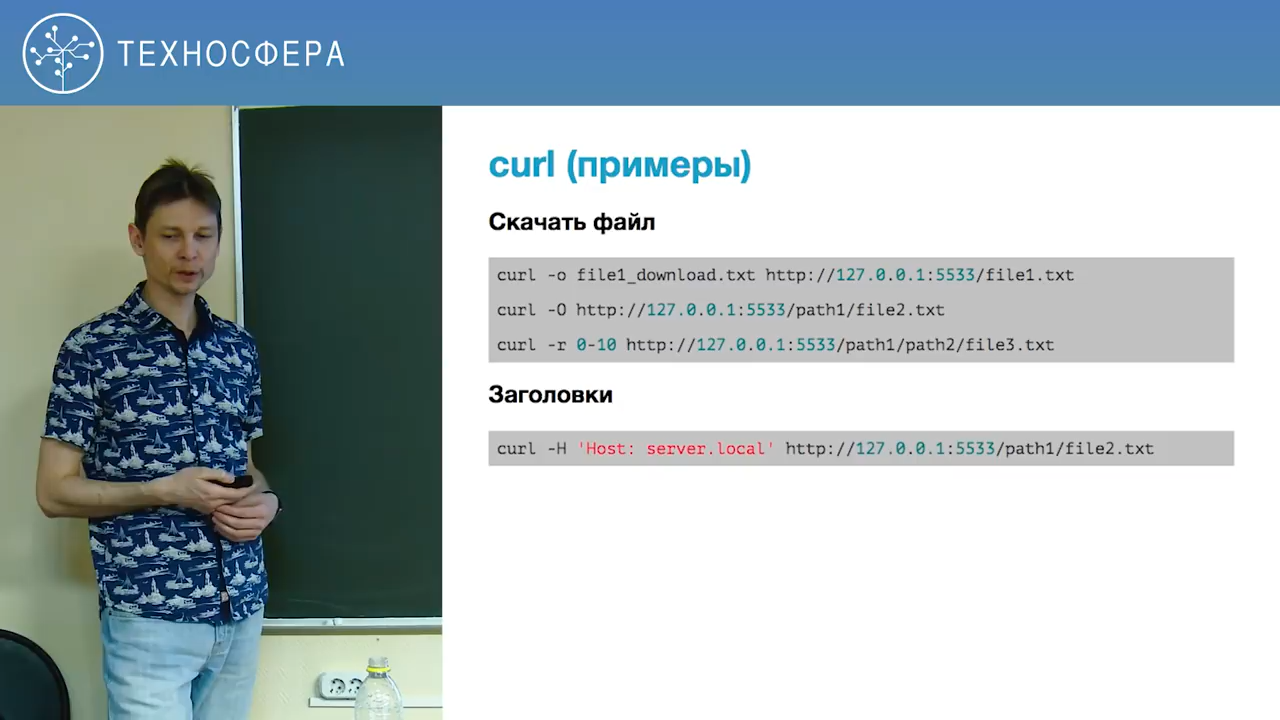 ТЕХНОСФЕРА
curl (примеры)
Скачать файл
curl -o file1_download.txt http://127.0.0.1:5533/file1.txt
curl -O http://127.0.0.1:5533/path1/file2.txt
curl -r 0-10 http://127.0.0.1:5533/path1/path2/file3.txt
Заголовки
curl -H 'Host: server.local' http://127.0.0.1:5533/path1/file2.txt